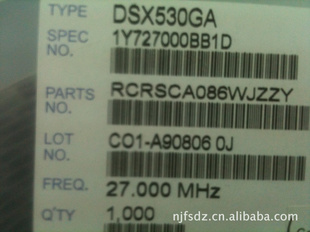 TYPE DSX530GA
SPEC NO. 1Y727000BB1D
PARTS NO. RCRSCA086WJZZY
LOT NO. CO1-A90806 0J
FREQ. 27.000 MHz
Q'TY 1,000
njfsdz.cn.alibaba.com